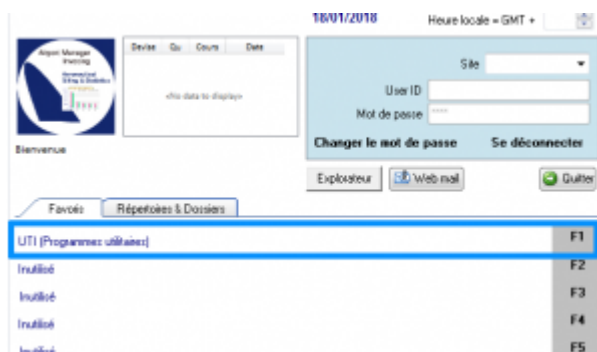 18/01/2018 Heure locale = GMT +
Airport Manager
Invoicing
Devise Qu Cours Date
<No data to display>
Site
User ID
Mot de passe ****
Bienvenue
Changer le mot de passe Se déconnecter
Explorateur Web mail Quitter
Favoris Répertoires & Dossiers
UTI (Programmes utilitaires) F1
Inutilisé F2
Inutilisé F3
Inutilisé F4
Inutilisé F5